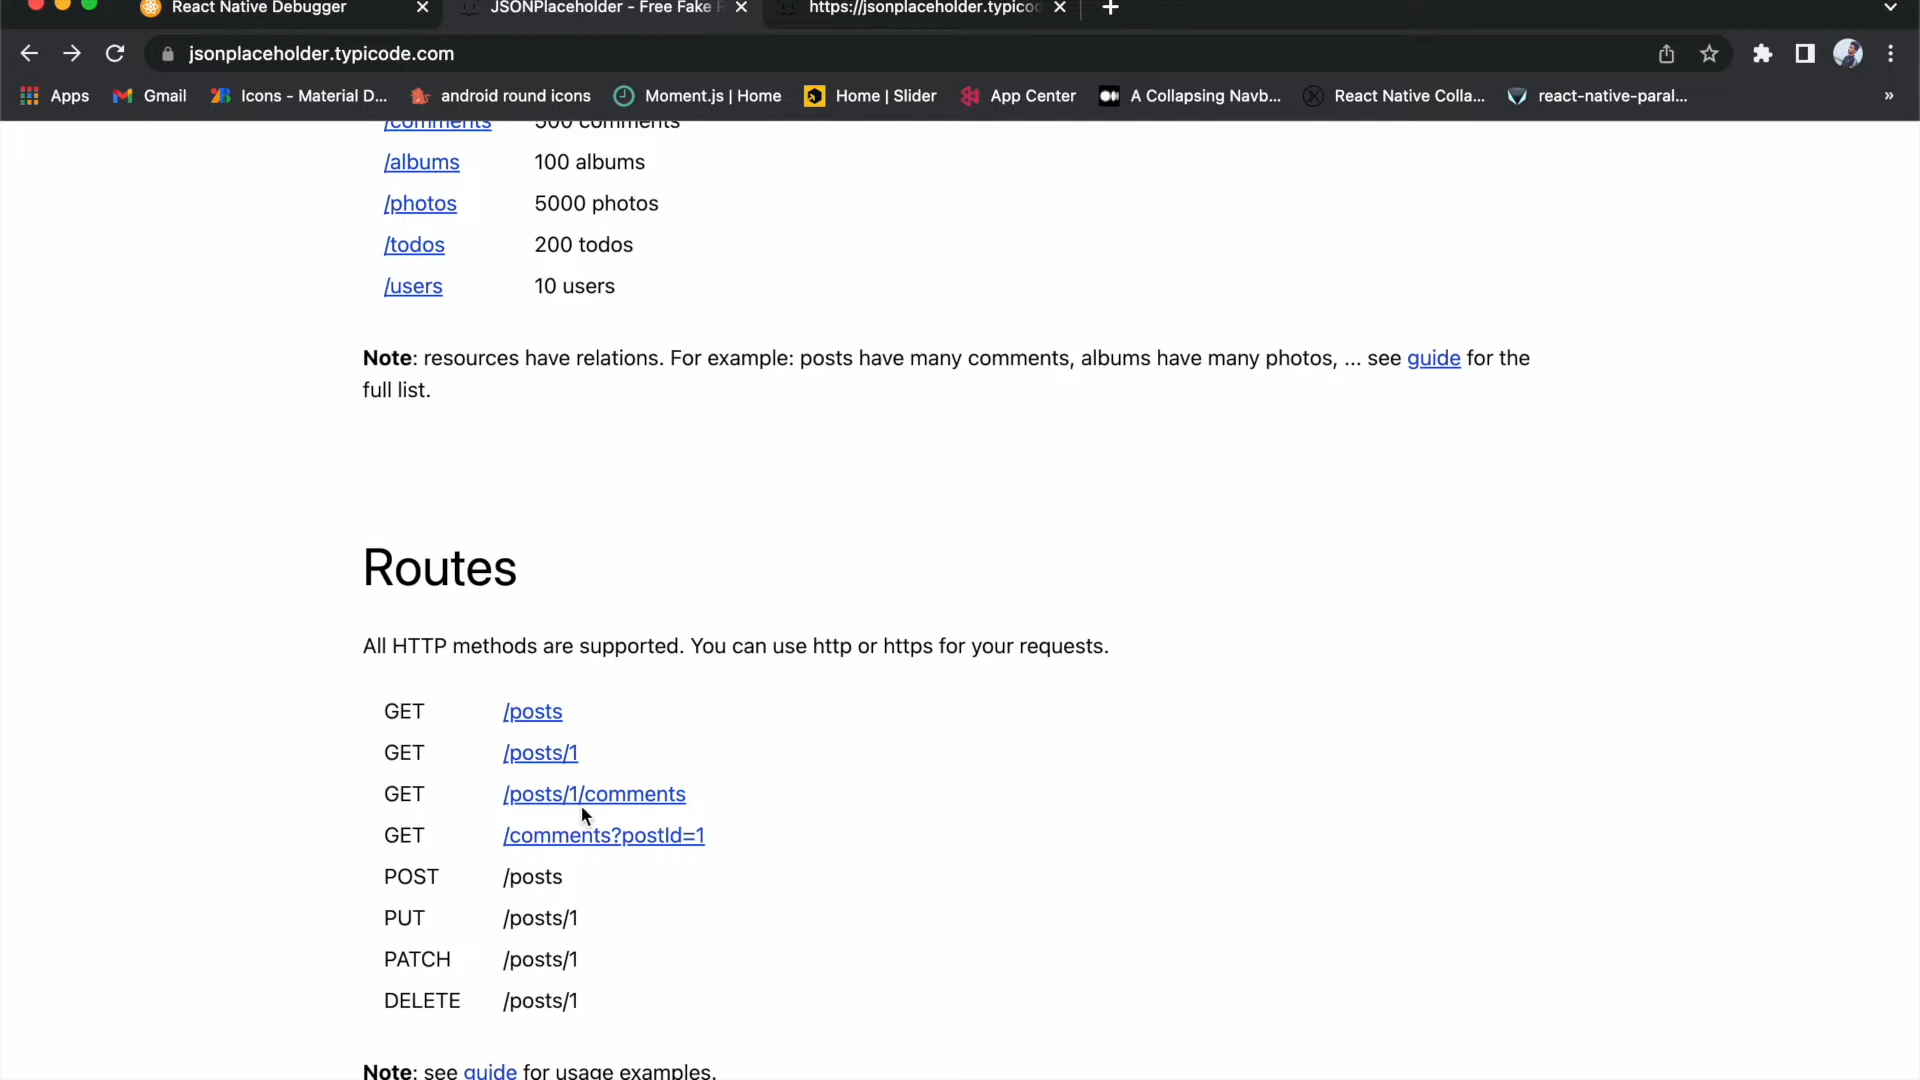 React Native Debugger
JSONPlaceholder - Free Fake
https://jsonplaceholder.typico
jsonplaceholder.typicode.com
Apps
Gmail
Icons - Material D...
android round icons
Moment.js | Home
Home | Slider
App Center
A Collapsing Navb...
React Native Colla...
react-native-paral...
»
/comments 500 comments
/albums 100 albums
/photos 5000 photos
/todos 200 todos
/users 10 users
Note: resources have relations. For example: posts have many comments, albums have many photos, ... see guide for the
full list.
Routes
All HTTP methods are supported. You can use http or https for your requests.
GET /posts
GET /posts/1
GET /posts/1/comments
GET /comments?postId=1
POST /posts
PUT /posts/1
PATCH /posts/1
DELETE /posts/1
Note: see guide for usage examples.